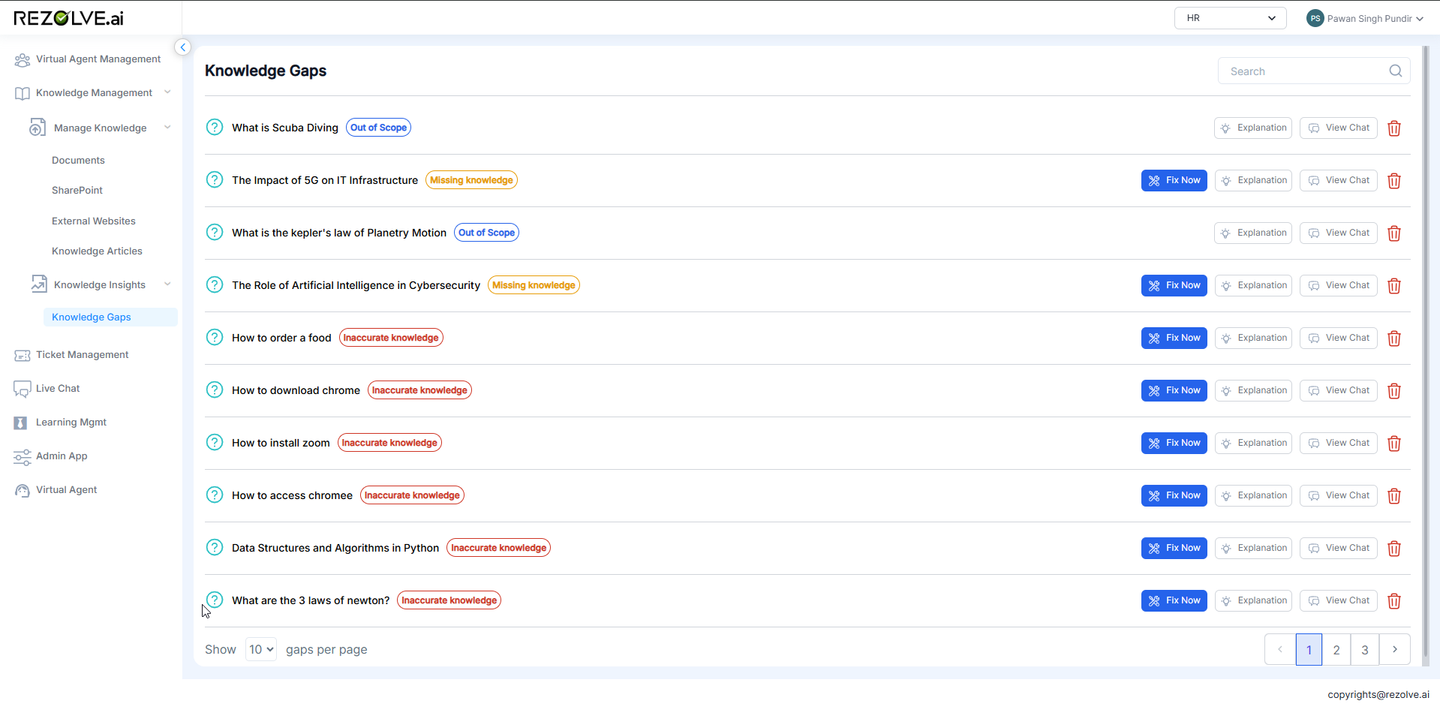 REZOLVE.ai
HR
PS Pawan Singh Pundir
Virtual Agent Management
Knowledge Management
Manage Knowledge
Documents
SharePoint
External Websites
Knowledge Articles
Knowledge Insights
Knowledge Gaps
Ticket Management
Live Chat
Learning Mgmt
Admin App
Virtual Agent
Knowledge Gaps
Search
What is Scuba Diving Out of Scope Explanation View Chat
The Impact of 5G on IT Infrastructure Missing knowledge Fix Now Explanation View Chat
What is the kepler's law of Planetry Motion Out of Scope Explanation View Chat
The Role of Artificial Intelligence in Cybersecurity Missing knowledge Fix Now Explanation View Chat
How to order a food Inaccurate knowledge Fix Now Explanation View Chat
How to download chrome Inaccurate knowledge Fix Now Explanation View Chat
How to install zoom Inaccurate knowledge Fix Now Explanation View Chat
How to access chromee Inaccurate knowledge Fix Now Explanation View Chat
Data Structures and Algorithms in Python Inaccurate knowledge Fix Now Explanation View Chat
What are the 3 laws of newton? Inaccurate knowledge Fix Now Explanation View Chat
Show 10 gaps per page
1 2 3
copyrights@rezolve.ai